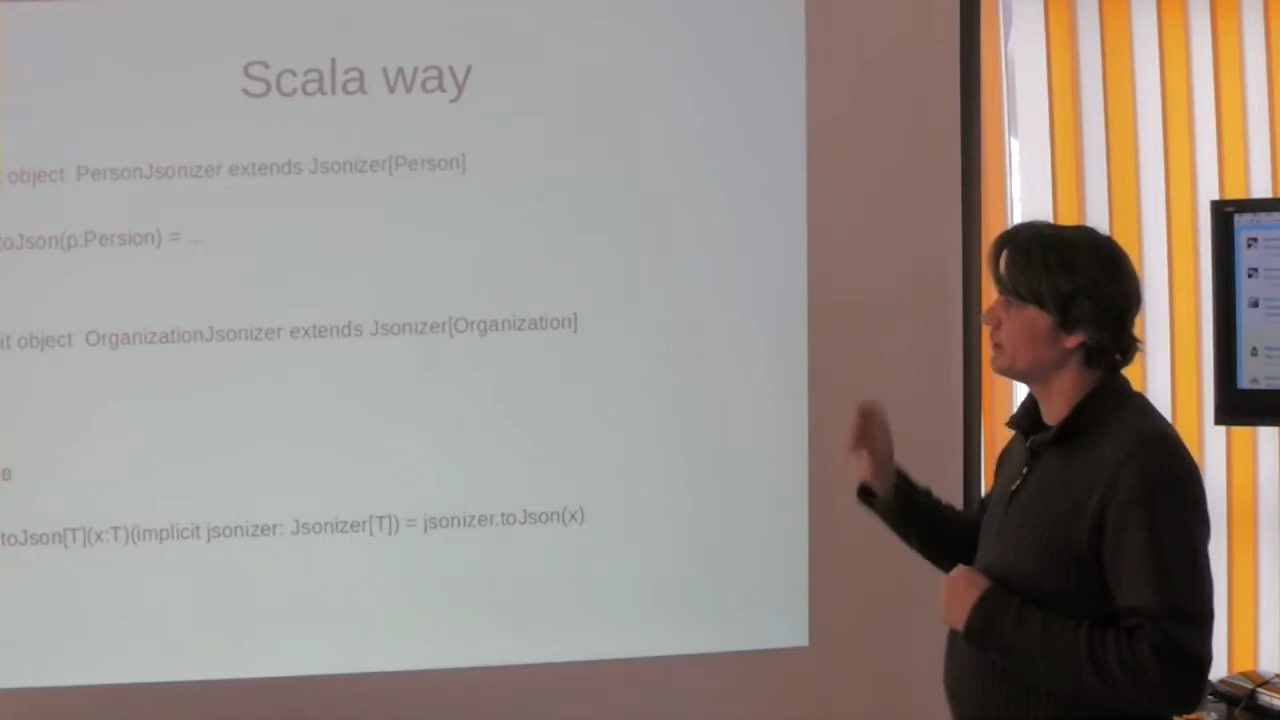 Scala way
object PersonJsonizer extends Jsonizer[Person]
toJson(p:Persion) = ...
it object OrganizationJsonizer extends Jsonizer[Organization]
B
toJson[T](x:T)(implicit jsonizer: Jsonizer[T]) = jsonizer.toJson(x)